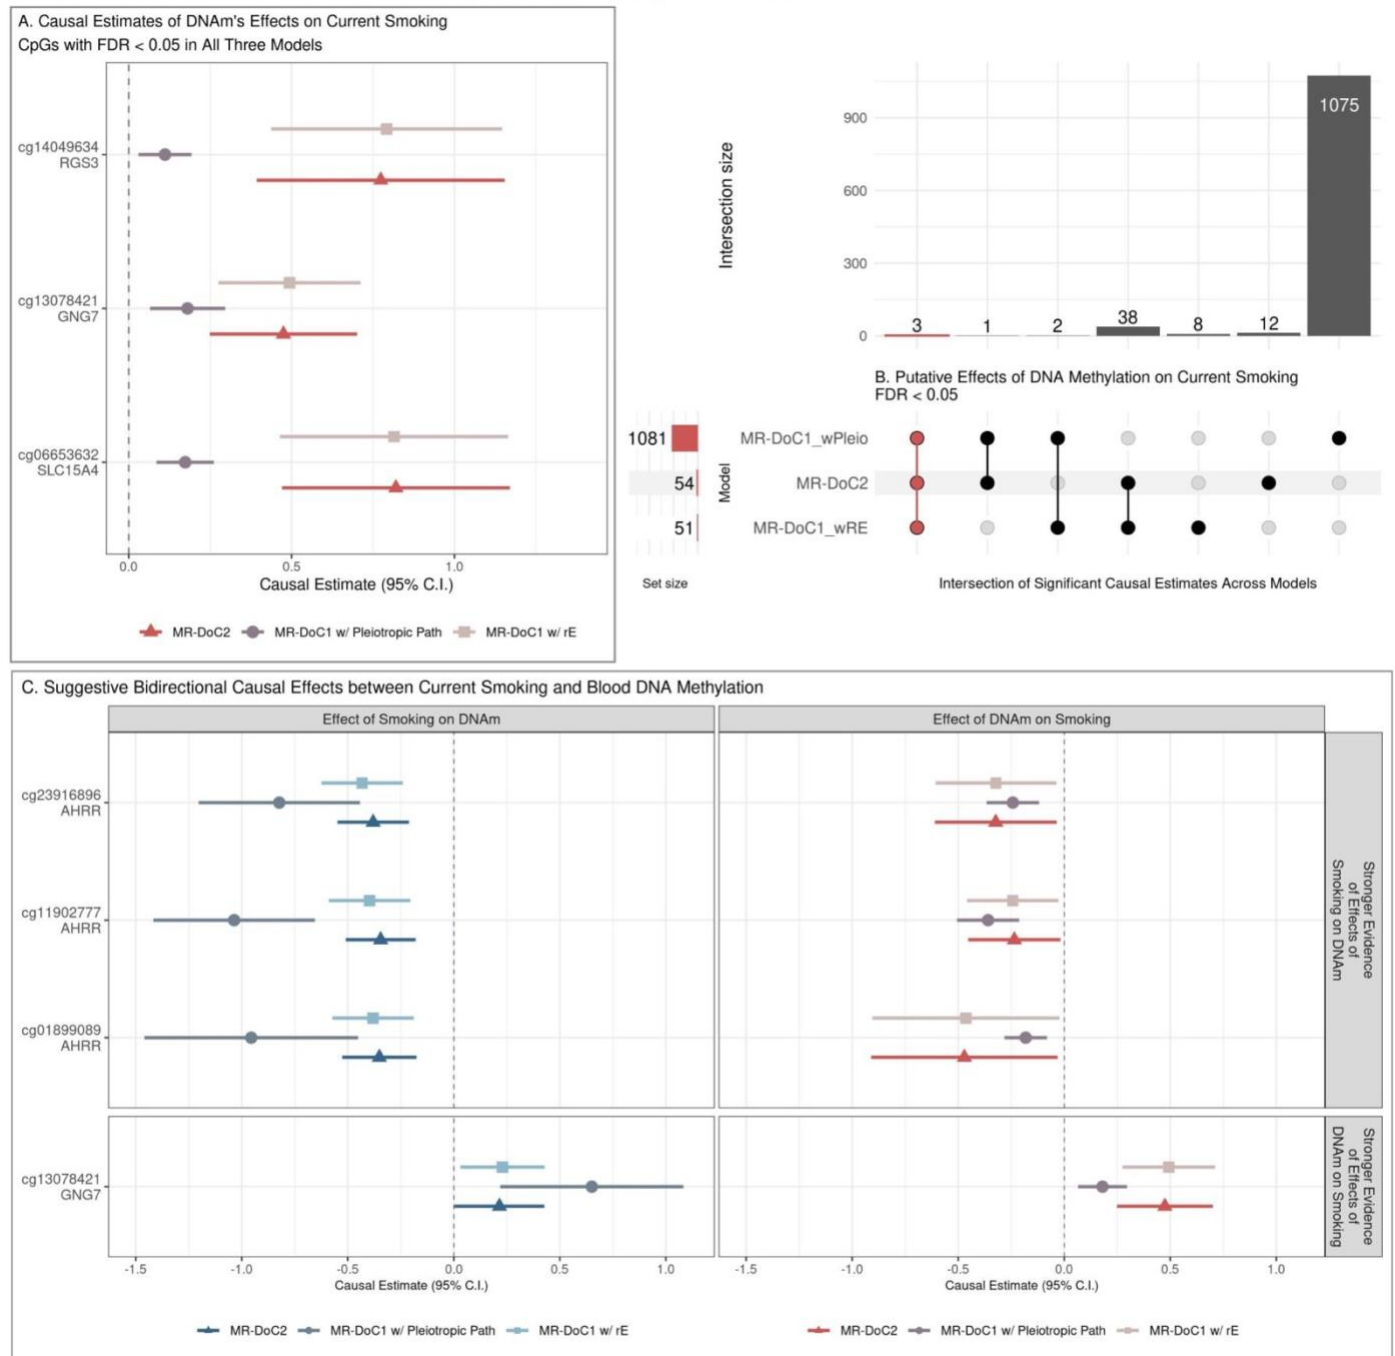 A. Causal Estimates of DNAm's Effects on Current Smoking
CpGs with FDR < 0.05 in All Three Models
cg14049634
RGS3
cg13078421
GNG7
cg06653632
SLC15A4
0.0 0.5 1.0
Causal Estimate (95% C.I.)
MR-DoC2 MR-DoC1 w/ Pleiotropic Path MR-DoC1 w/ rE
Intersection size
900
600
300
0
3 1 2 38 8 12 1075
B. Putative Effects of DNA Methylation on Current Smoking
FDR < 0.05
1081
54
51
Set size
Model
MR-DoC1_wPleio
MR-DoC2
MR-DoC1_wRE
Intersection of Significant Causal Estimates Across Models
C. Suggestive Bidirectional Causal Effects between Current Smoking and Blood DNA Methylation
Effect of Smoking on DNAm
Effect of DNAm on Smoking
cg23916896
AHRR
cg11902777
AHRR
cg01899089
AHRR
cg13078421
GNG7
Stronger Evidence
of Effects of
Smoking on DNAm
Stronger Evidence
of Effects of
DNAm on Smoking
-1.5 -1.0 -0.5 0.0 0.5 1.0
Causal Estimate (95% C.I.)
-1.5 -1.0 -0.5 0.0 0.5 1.0
Causal Estimate (95% C.I.)
MR-DoC2 MR-DoC1 w/ Pleiotropic Path MR-DoC1 w/ rE
MR-DoC2 MR-DoC1 w/ Pleiotropic Path MR-DoC1 w/ rE